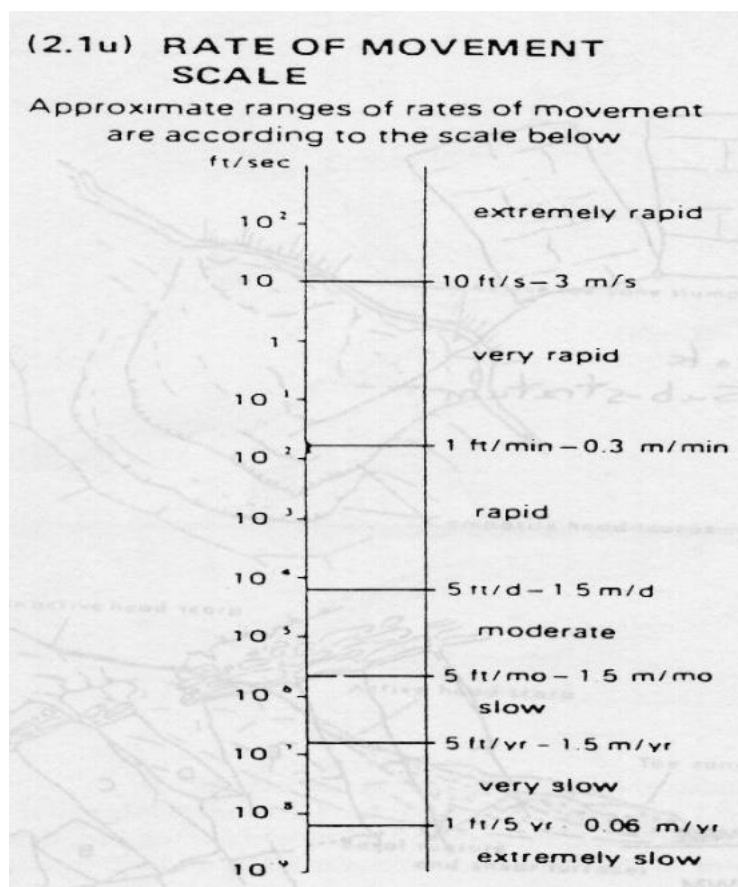 (2.1u) RATE OF MOVEMENT
SCALE
Approximate ranges of rates of movement
are according to the scale below
ft/sec
extremely rapid
10²
10
10 ft/s – 3 m/s
1
very rapid
10 ¹
1 ft/min – 0.3 m/min
10 ²
rapid
10 ³
10 ⁴
5 ft/d – 1.5 m/d
moderate
10 ⁵
5 ft/mo – 1.5 m/mo
10 ⁶
slow
5 ft/yr – 1.5 m/yr
10 ⁷
very slow
10 ⁸
1 ft/5 yr - 0.06 m/yr
extremely slow
10 ⁹